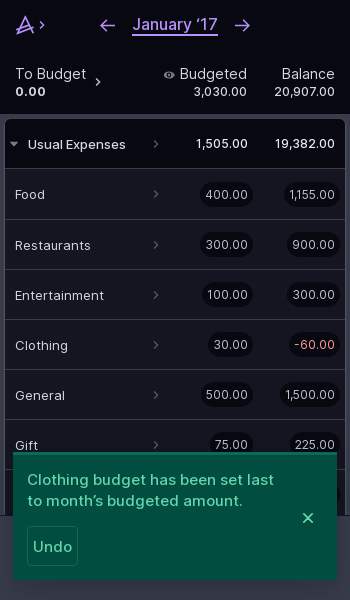 January ‘17
To Budget Budgeted Balance
0.00 3,030.00 20,907.00
Usual Expenses 1,505.00 19,382.00
Food 400.00 1,155.00
Restaurants 300.00 900.00
Entertainment 100.00 300.00
Clothing 30.00 -60.00
General 500.00 1,500.00
Gift 75.00 225.00
Clothing budget has been set last
to month’s budgeted amount.
Undo